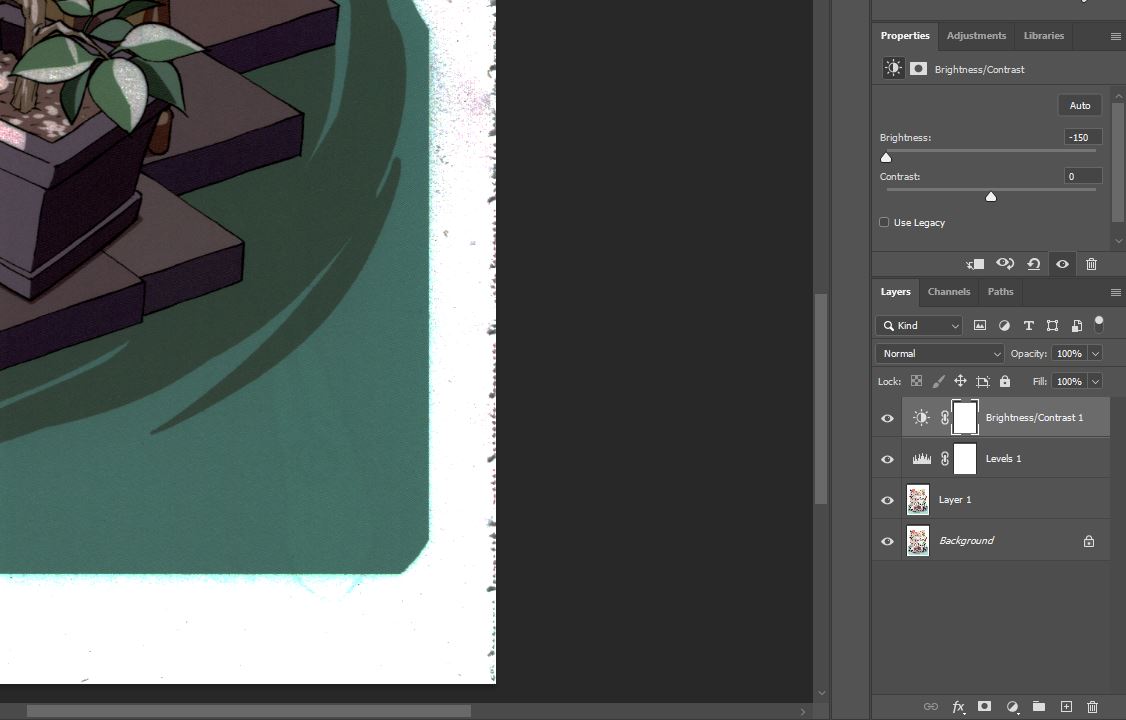 Properties Adjustments Libraries
Brightness/Contrast
Auto
Brightness: -150
Contrast: 0
Use Legacy
Layers Channels Paths
Kind
Normal Opacity: 100%
Lock: Fill: 100%
Brightness/Contrast 1
Levels 1
Layer 1
Background
fx